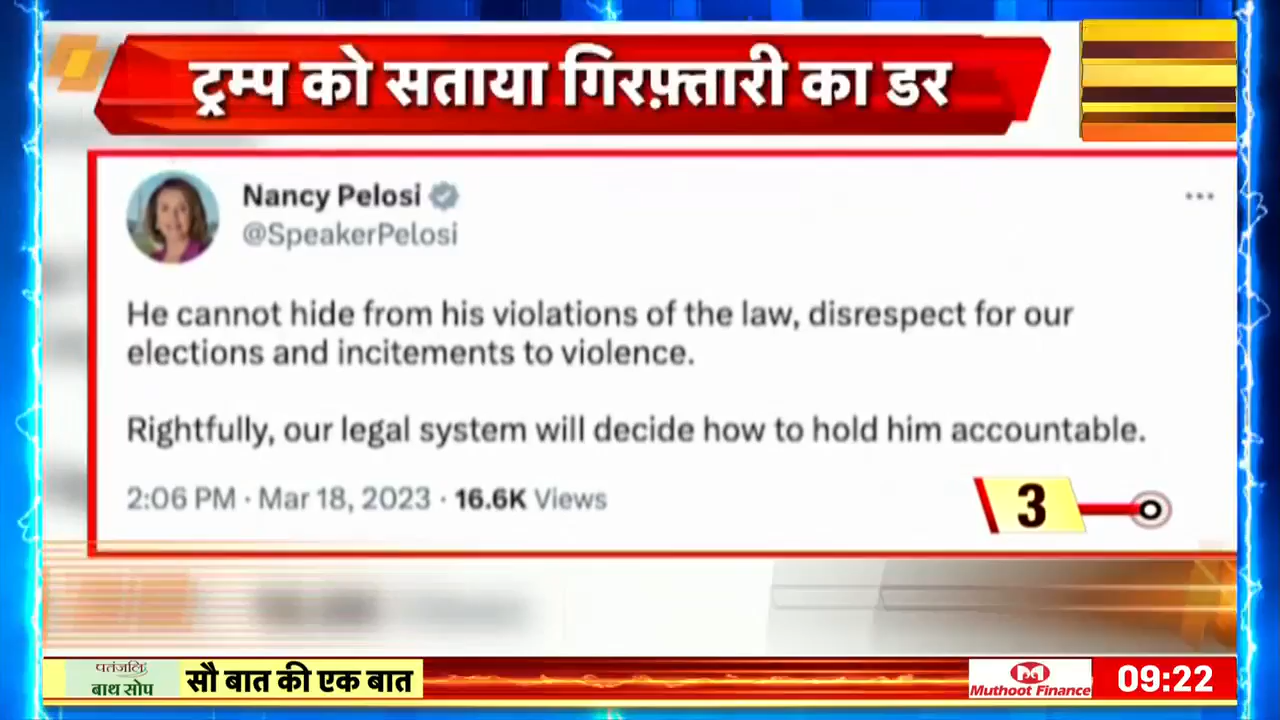 ट्रम्प को सताया गिरफ़्तारी का डर
Nancy Pelosi
@SpeakerPelosi
He cannot hide from his violations of the law, disrespect for our
elections and incitements to violence.
Rightfully, our legal system will decide how to hold him accountable.
2:06 PM · Mar 18, 2023 · 16.6K Views
3
पतंजलि
बाथ सोप
सौ बात की एक बात
Muthoot Finance
09:22